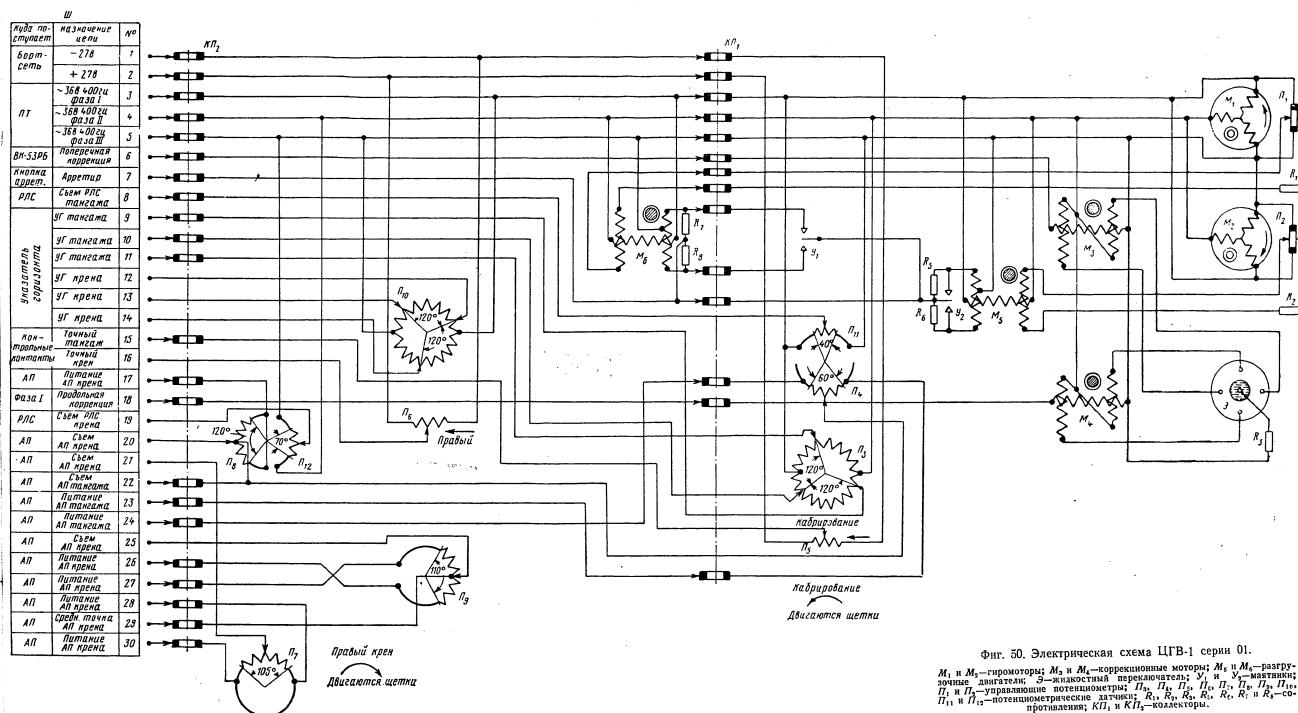 Ш
Куда поступает | Назначение цепи | №
Бортсеть | − 27в | 1
+ 27в | 2
ПТ | ~36в 400гц фаза I | 3
~36в 400гц фаза II | 4
~36в 400гц фаза III | 5
ВК-53РБ | Поперечная коррекция | 6
Кнопка аррет. | Арретир | 7
РЛС | Съем РЛС тангажа | 8
Указатель горизонта | УГ тангажа | 9
УГ тангажа | 10
УГ тангажа | 11
УГ крена | 12
УГ крена | 13
УГ крена | 14
Контрольные контакты | Точный тангаж | 15
Точный крен | 16
АП | Питание АП крена | 17
Фаза I | Продольная коррекция | 18
РЛС | Съем РЛС крена | 19
АП | Съем АП крена | 20
АП | Съем АП крена | 21
АП | Съем АП тангажа | 22
АП | Питание АП тангажа | 23
АП | Питание АП тангажа | 24
АП | Съем АП крена | 25
АП | Питание АП крена | 26
АП | Питание АП крена | 27
АП | Питание АП крена | 28
АП | Средн. точка АП крена | 29
АП | Питание АП крена | 30
КП₂
КП₁
М₁
П₁
R₁
М₂
П₂
R₂
М₃
М₄
Э
R₃
R₇
R₈
М₆
У₁
R₅
R₆
У₂
М₅
П₁₀
120°
120°
П₁₁
40°
60°
П₄
П₆
Правый
120°
70°
П₈
П₁₂
П₃
120°
120°
Кабрирование
П₅
110°
П₉
П₇
105°
Правый крен
Двигаются щетка
Кабрирование
Двигаются щетки
Фиг. 50. Электрическая схема ЦГВ-1 серии 01.
М₁ и М₂—гиромоторы; М₃ и М₄—коррекционные моторы; М₅ и М₆—разгру-
зочные двигатели; Э—жидкостный переключатель; У₁ и У₂—маятники;
П₁ и П₂—управляющие потенциометры; П₃, П₄, П₅, П₆, П₇, П₈, П₉, П₁₀,
П₁₁ и П₁₂—потенциометрические датчики; R₁, R₂, R₃, R₅, R₆, R₇ и R₈—со-
противления; КП₁ и КП₂—коллекторы.